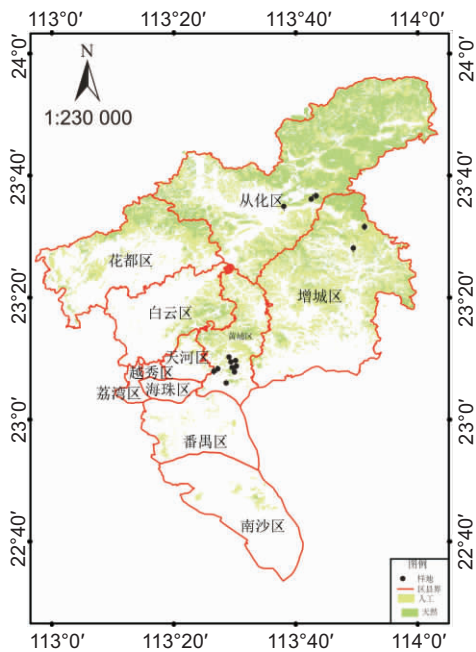 113°0′ 113°20′ 113°40′ 114°0′
24°0′ 24°0′
N
1:230 000
23°40′ 23°40′
从化区
花都区
23°20′ 23°20′
增城区
白云区
黄埔区
天河区
越秀区
荔湾区 海珠区
23°0′ 23°0′
番禺区
南沙区
22°40′ 22°40′
图例
样地
区县界
人工
天然
113°0′ 113°20′ 113°40′ 114°0′